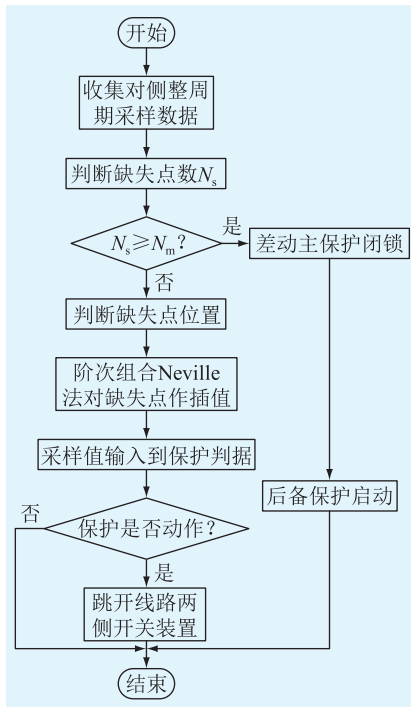 开始
收集对侧整周
期采样数据
判断缺失点数Ns
Ns≥Nm?
是
差动主保护闭锁
否
判断缺失点位置
阶次组合Neville
法对缺失点作插值
采样值输入到保护判据
后备保护启动
否
保护是否动作?
是
跳开线路两
侧开关装置
结束